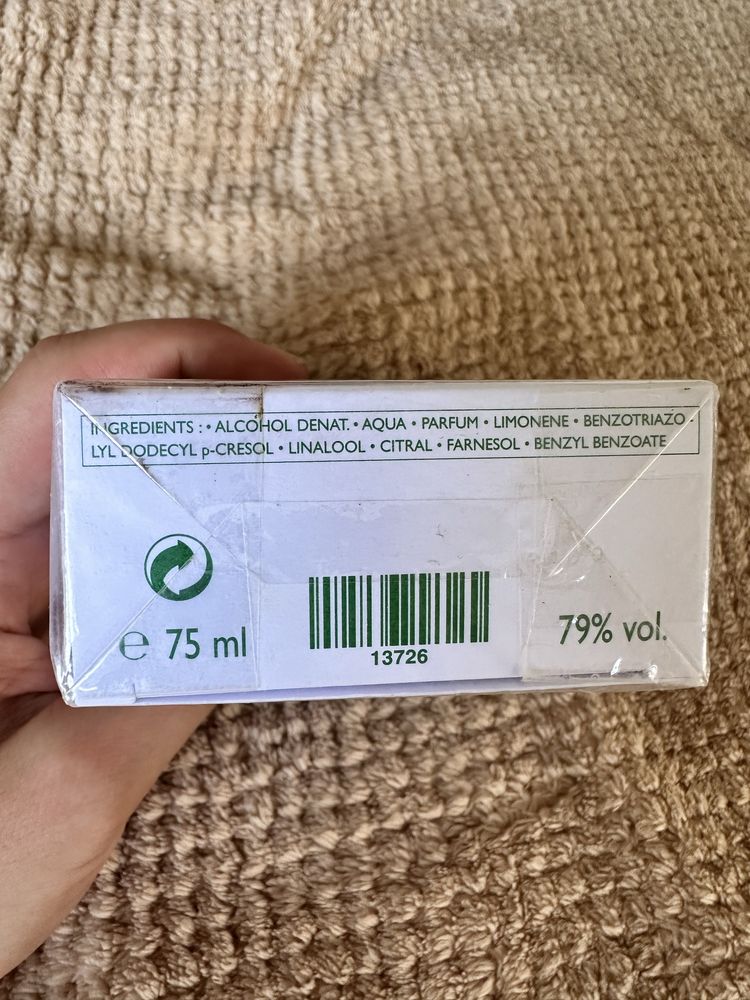 INGREDIENTS : • ALCOHOL DENAT. • AQUA • PARFUM • LIMONENE • BENZOTRIAZO -
LYL DODECYL p-CRESOL • LINALOOL • CITRAL • FARNESOL • BENZYL BENZOATE
e 75 ml
13726
79% vol.